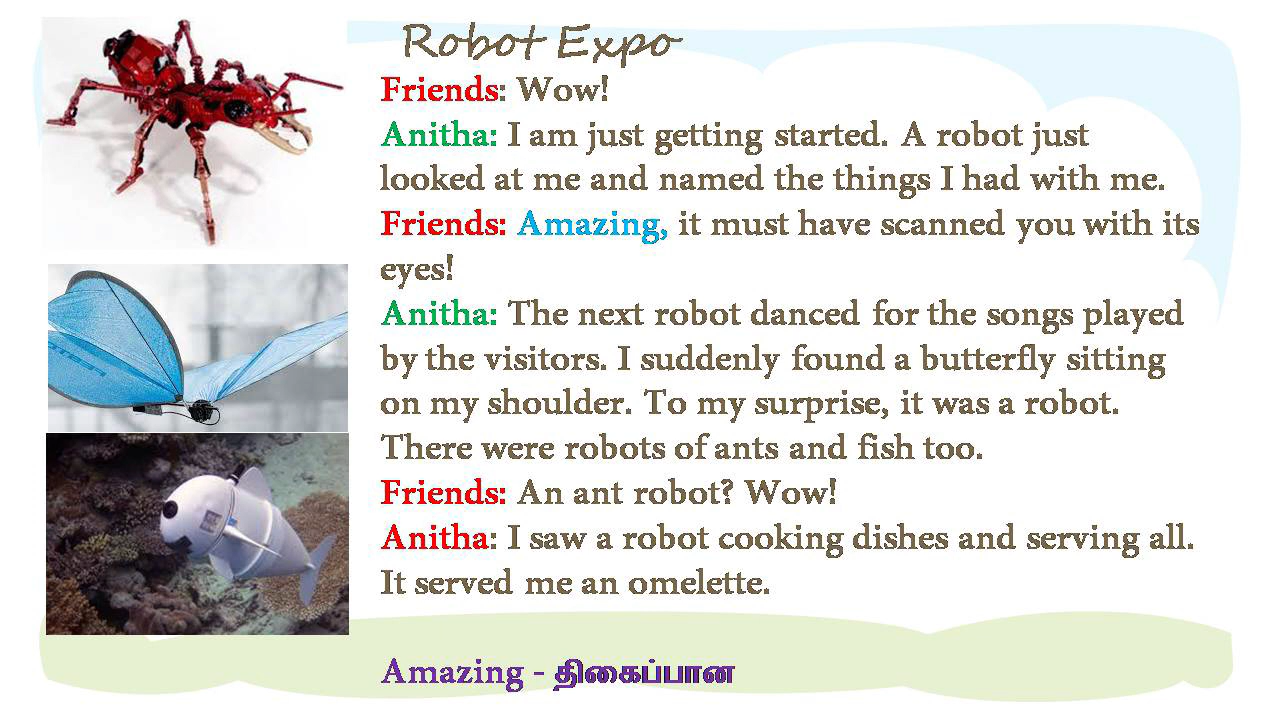 Robot Expo
Friends: Wow!
Anitha: I am just getting started. A robot just
looked at me and named the things I had with me.
Friends: Amazing, it must have scanned you with its
eyes!
Anitha: The next robot danced for the songs played
by the visitors. I suddenly found a butterfly sitting
on my shoulder. To my surprise, it was a robot.
There were robots of ants and fish too.
Friends: An ant robot? Wow!
Anitha: I saw a robot cooking dishes and serving all.
It served me an omelette.
Amazing - திகைப்பான